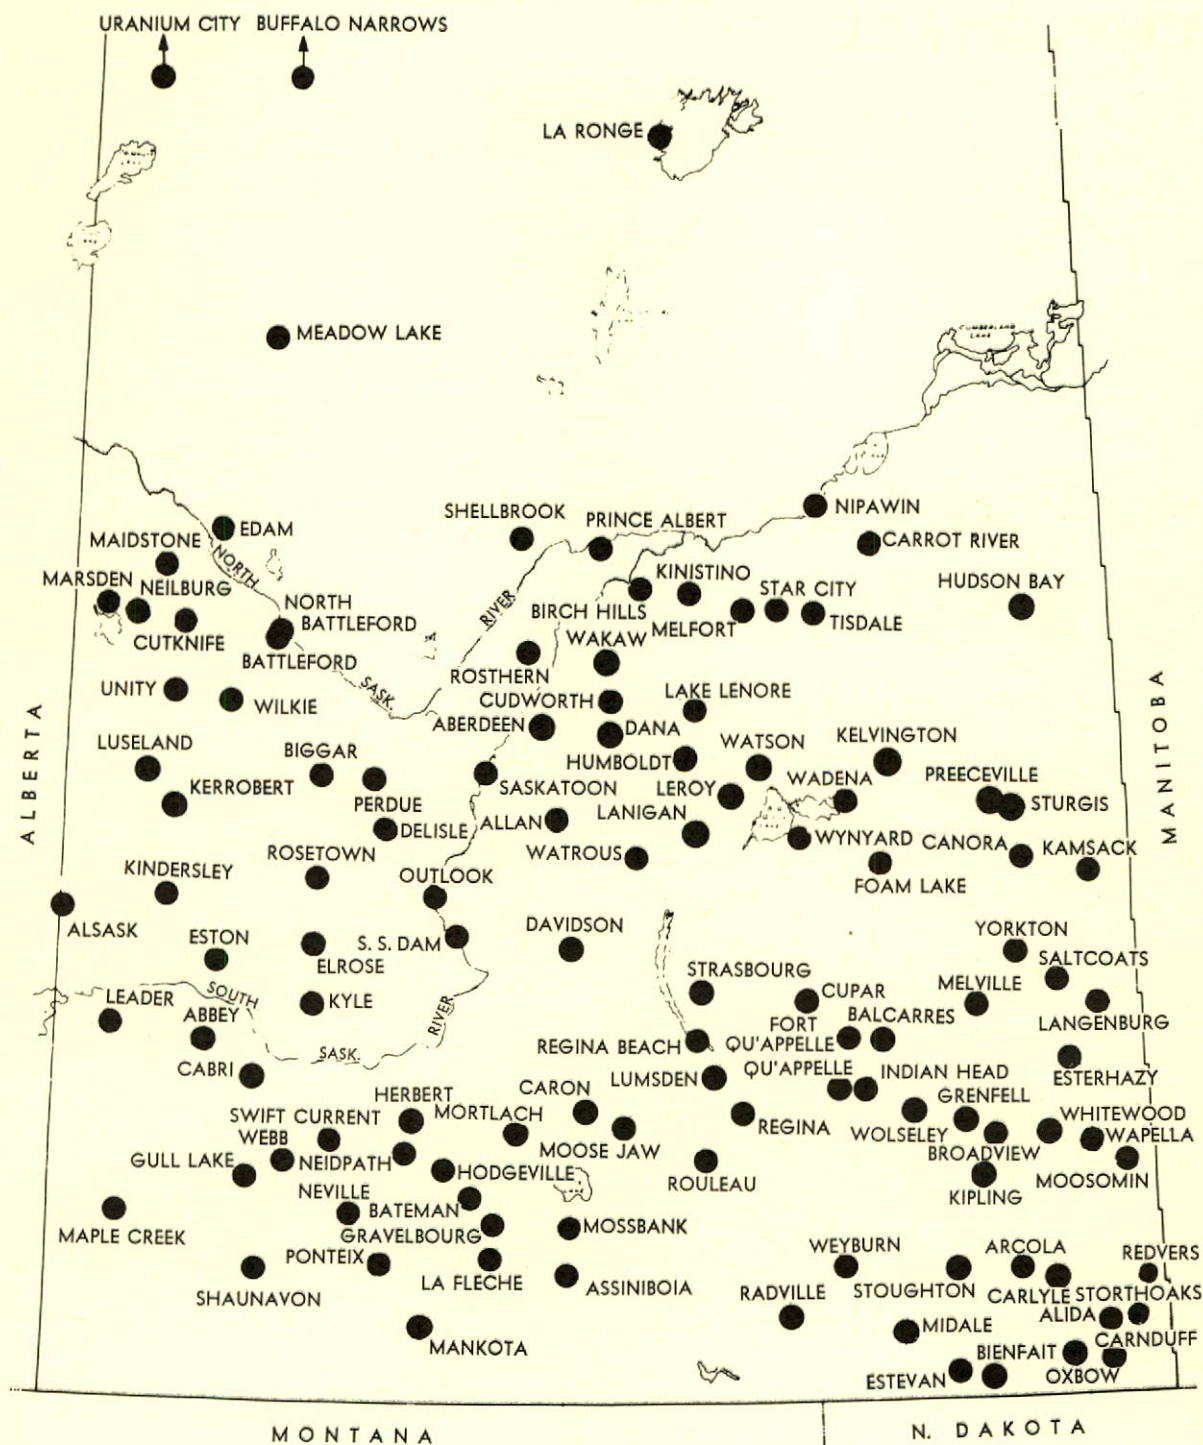 URANIUM CITY BUFFALO NARROWS
LA RONGE
MEADOW LAKE
CUMBERLAND
LAKE
NIPAWIN
SHELLBROOK
PRINCE ALBERT
EDAM
MAIDSTONE
NORTH
CARROT RIVER
MARSDEN
NEILBURG
KINISTINO
STAR CITY
HUDSON BAY
NORTH
BATTLEFORD
RIVER
BIRCH HILLS
MELFORT
TISDALE
CUTKNIFE
WAKAW
BATTLEFORD
ROSTHERN
SASK.
UNITY
WILKIE
CUDWORTH
LAKE LENORE
ABERDEEN
DANA
ALBERTA
MANITOBA
LUSELAND
BIGGAR
HUMBOLDT
WATSON
KELVINGTON
KERROBERT
PERDUE
SASKATOON
LEROY
WADENA
PREECEVILLE
STURGIS
DELISLE
ALLAN
LANIGAN
WYNYARD
CANORA
KAMSACK
ROSETOWN
WATROUS
KINDERSLEY
OUTLOOK
FOAM LAKE
ALSASK
ESTON
S. S. DAM
DAVIDSON
YORKTON
SALTCOATS
ELROSE
STRASBOURG
LEADER
SOUTH
KYLE
RIVER
CUPAR
MELVILLE
ABBEY
FORT
QU'APPELLE
BALCARRES
LANGENBURG
SASK.
REGINA BEACH
CABRI
LUMSDEN
QU'APPELLE
INDIAN HEAD
ESTERHAZY
HERBERT
CARON
GRENFELL
SWIFT CURRENT
MORTLACH
REGINA
WOLSELEY
WHITEWOOD
WAPELLA
WEBB
MOOSE JAW
BROADVIEW
GULL LAKE
NEIDPATH
HODGEVILLE
ROULEAU
KIPLING
MOOSOMIN
NEVILLE
BATEMAN
MAPLE CREEK
GRAVELBOURG
MOSSBANK
PONTEIX
WEYBURN
ARCOLA
REDVERS
SHAUNAVON
LA FLECHE
ASSINIBOIA
RADVILLE
STOUGHTON
CARLYLE
STORTHOAKS
ALIDA
MANKOTA
MIDALE
CARNDUFF
BIENFAIT
ESTEVAN
OXBOW
MONTANA
N. DAKOTA